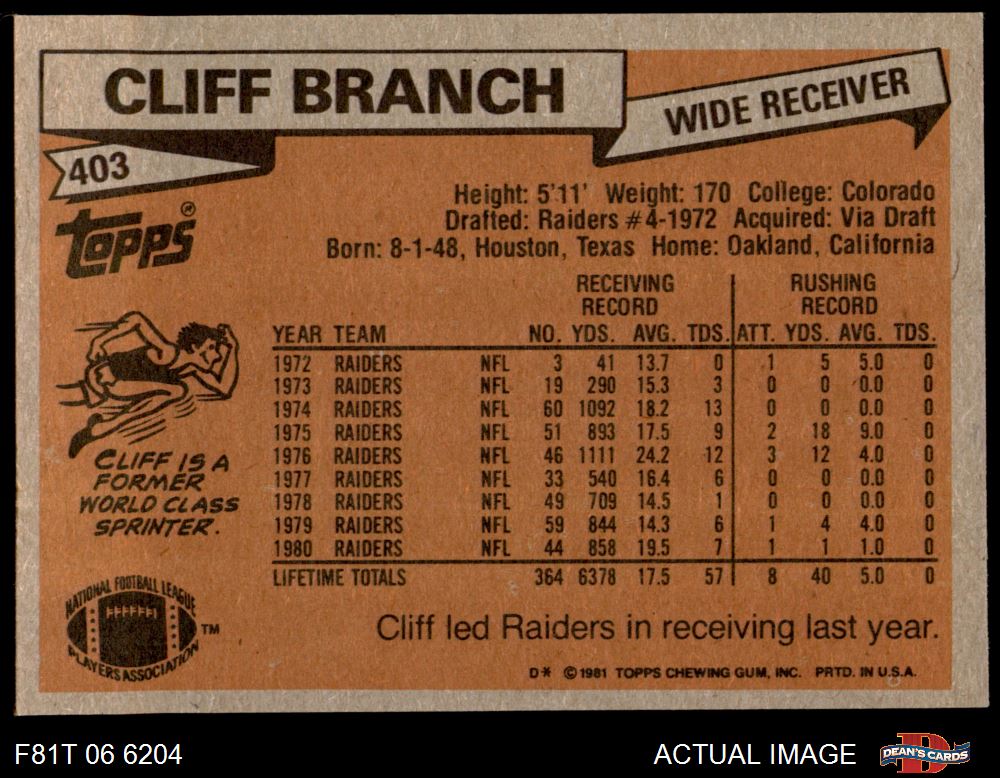 CLIFF BRANCH
WIDE RECEIVER
403
TOPPS®
Height: 5'11' Weight: 170 College: Colorado
Drafted: Raiders #4-1972 Acquired: Via Draft
Born: 8-1-48, Houston, Texas Home: Oakland, California
RECEIVING RECORD RUSHING RECORD
YEAR TEAM NO. YDS. AVG. TDS. ATT. YDS. AVG. TDS.
1972 RAIDERS NFL 3 41 13.7 0 1 5 5.0 0
1973 RAIDERS NFL 19 290 15.3 3 0 0 0.0 0
1974 RAIDERS NFL 60 1092 18.2 13 0 0 0.0 0
1975 RAIDERS NFL 51 893 17.5 9 2 18 9.0 0
1976 RAIDERS NFL 46 1111 24.2 12 3 12 4.0 0
1977 RAIDERS NFL 33 540 16.4 6 0 0 0.0 0
1978 RAIDERS NFL 49 709 14.5 1 0 0 0.0 0
1979 RAIDERS NFL 59 844 14.3 6 1 4 4.0 0
1980 RAIDERS NFL 44 858 19.5 7 1 1 1.0 0
LIFETIME TOTALS 364 6378 17.5 57 8 40 5.0 0
CLIFF IS A
FORMER
WORLD CLASS
SPRINTER.
NATIONAL FOOTBALL LEAGUE
PLAYERS ASSOCIATION
TM
Cliff led Raiders in receiving last year.
D* ©1981 TOPPS CHEWING GUM, INC. PRTD. IN U.S.A.
F81T 06 6204
ACTUAL IMAGE
D
DEAN'S CARDS